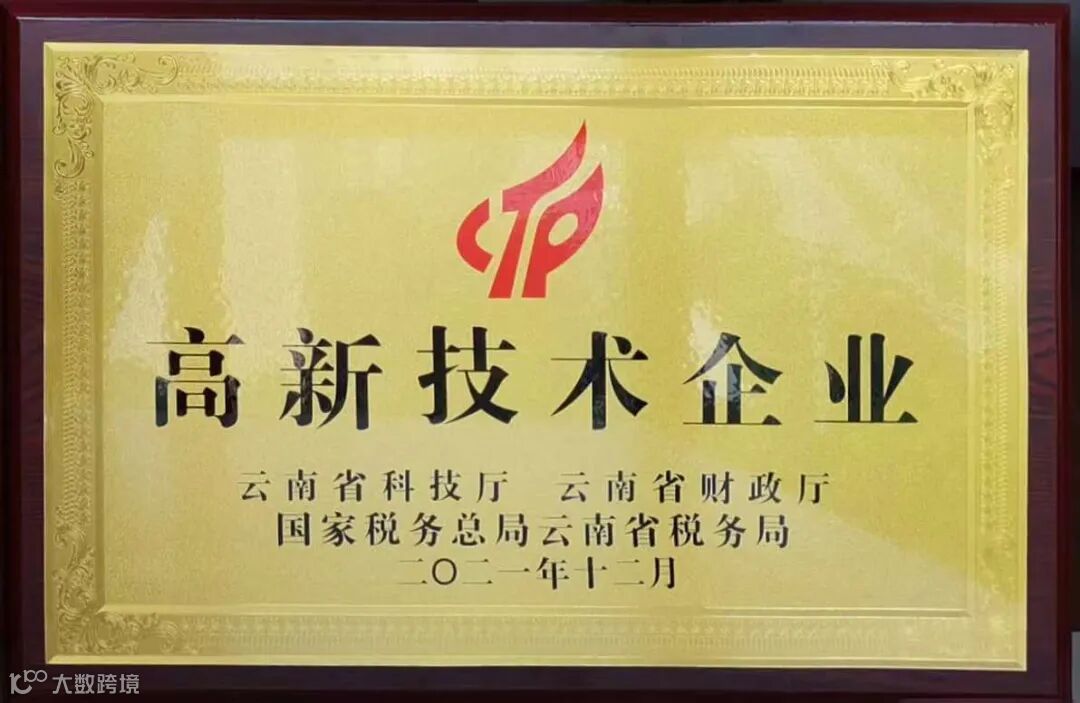 CTP
高新技术企业
云南省科技厅 云南省财政厅
国家税务总局云南省税务局
二〇二一年十二月
大数跨境